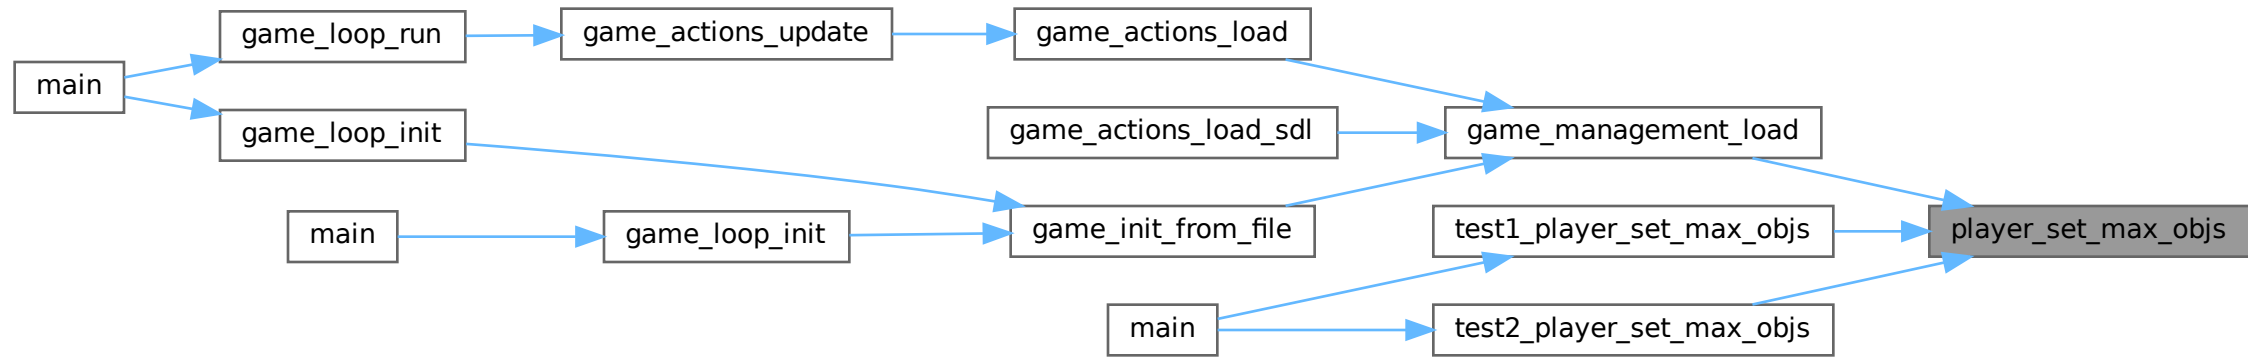 game_loop_run
game_actions_update
game_actions_load
main
game_loop_init
game_actions_load_sdl
game_management_load
main
game_loop_init
game_init_from_file
test1_player_set_max_objs
player_set_max_objs
main
test2_player_set_max_objs